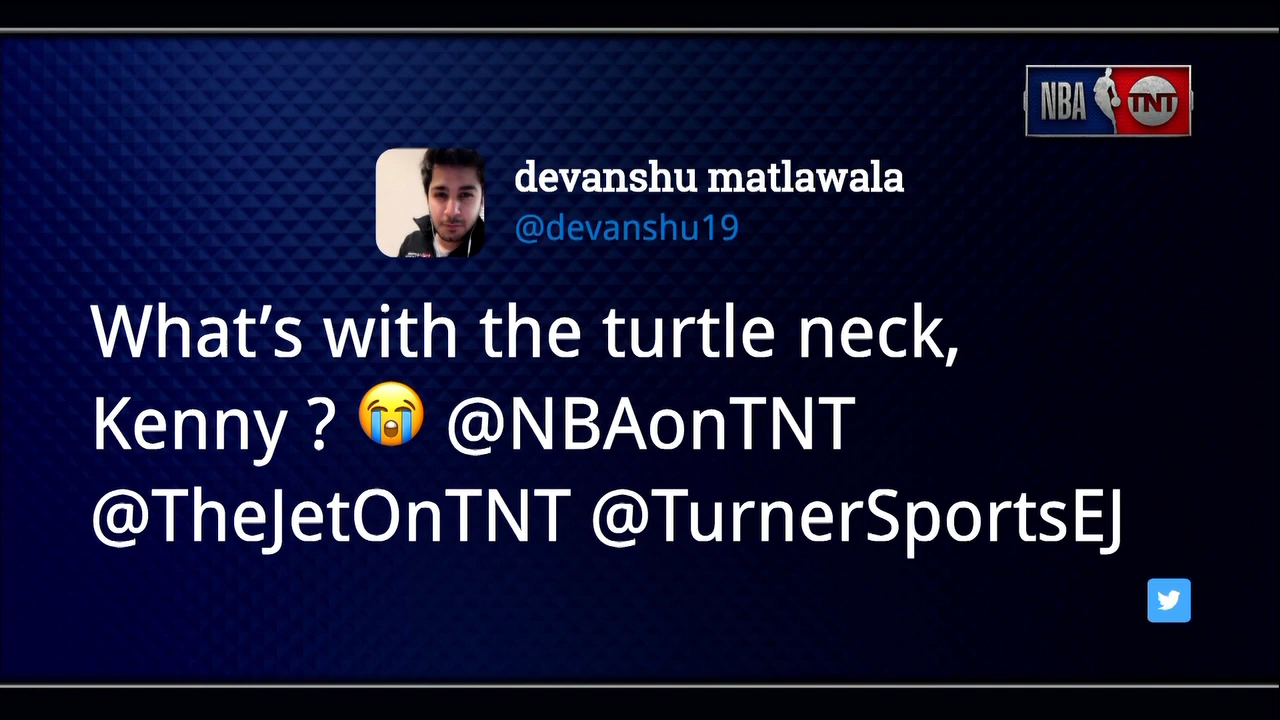 NBA TNT
devanshu matlawala
@devanshu19
What’s with the turtle neck,
Kenny ? 😭 @NBAonTNT
@TheJetOnTNT @TurnerSportsEJ